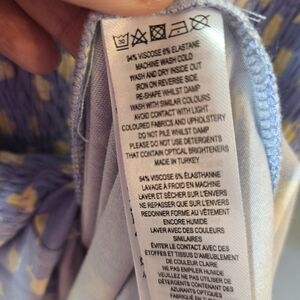 94% VISCOSE 6% ELASTANE
MACHINE WASH COLD
WASH AND DRY INSIDE OUT
IRON ON REVERSE SIDE
RE-SHAPE WHILST DAMP
WASH WITH SIMILAR COLOURS
AVOID CONTACT WITH LIGHT
COLOURED FABRICS AND UPHOLSTERY
DO NOT PILE WHILST DAMP
PLEASE DO NOT USE DETERGENTS
THAT CONTAIN OPTICAL BRIGHTENERS
MADE IN TURKEY
94% VISCOSE 6% ÉLASTHANNE
LAVAGE À FROID EN MACHINE
LAVER ET SÉCHER SUR L'ENVERS
NE REPASSER QUE SUR L'ENVERS
REDONNER FORME AU VÊTEMENT
ENCORE HUMIDE
LAVER AVEC DES COULEURS
SIMILAIRES
ÉVITER LE CONTACT AVEC DES
ÉTOFFES ET TISSUS D'AMEUBLEMENT
DE COULEUR CLAIRE
NE PAS EMPILER HUMIDE
VEUILLEZ NE PAS UTILISER DE
DÉTERGENTS CONTENANT DES
AZURANTS OPTIQUES
FABRIQUÉ EN